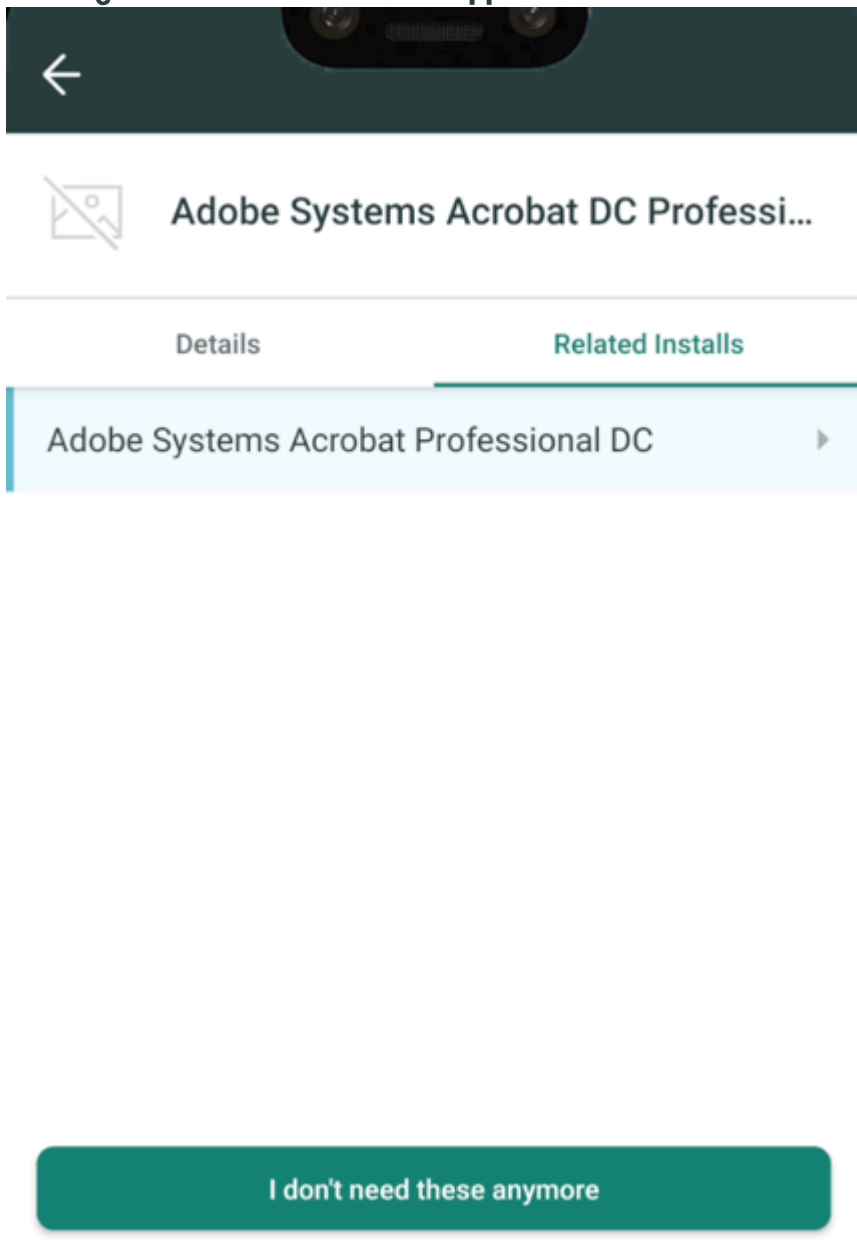 Adobe Systems Acrobat DC Professi...
Details
Related Installs
Adobe Systems Acrobat Professional DC
I don't need these anymore